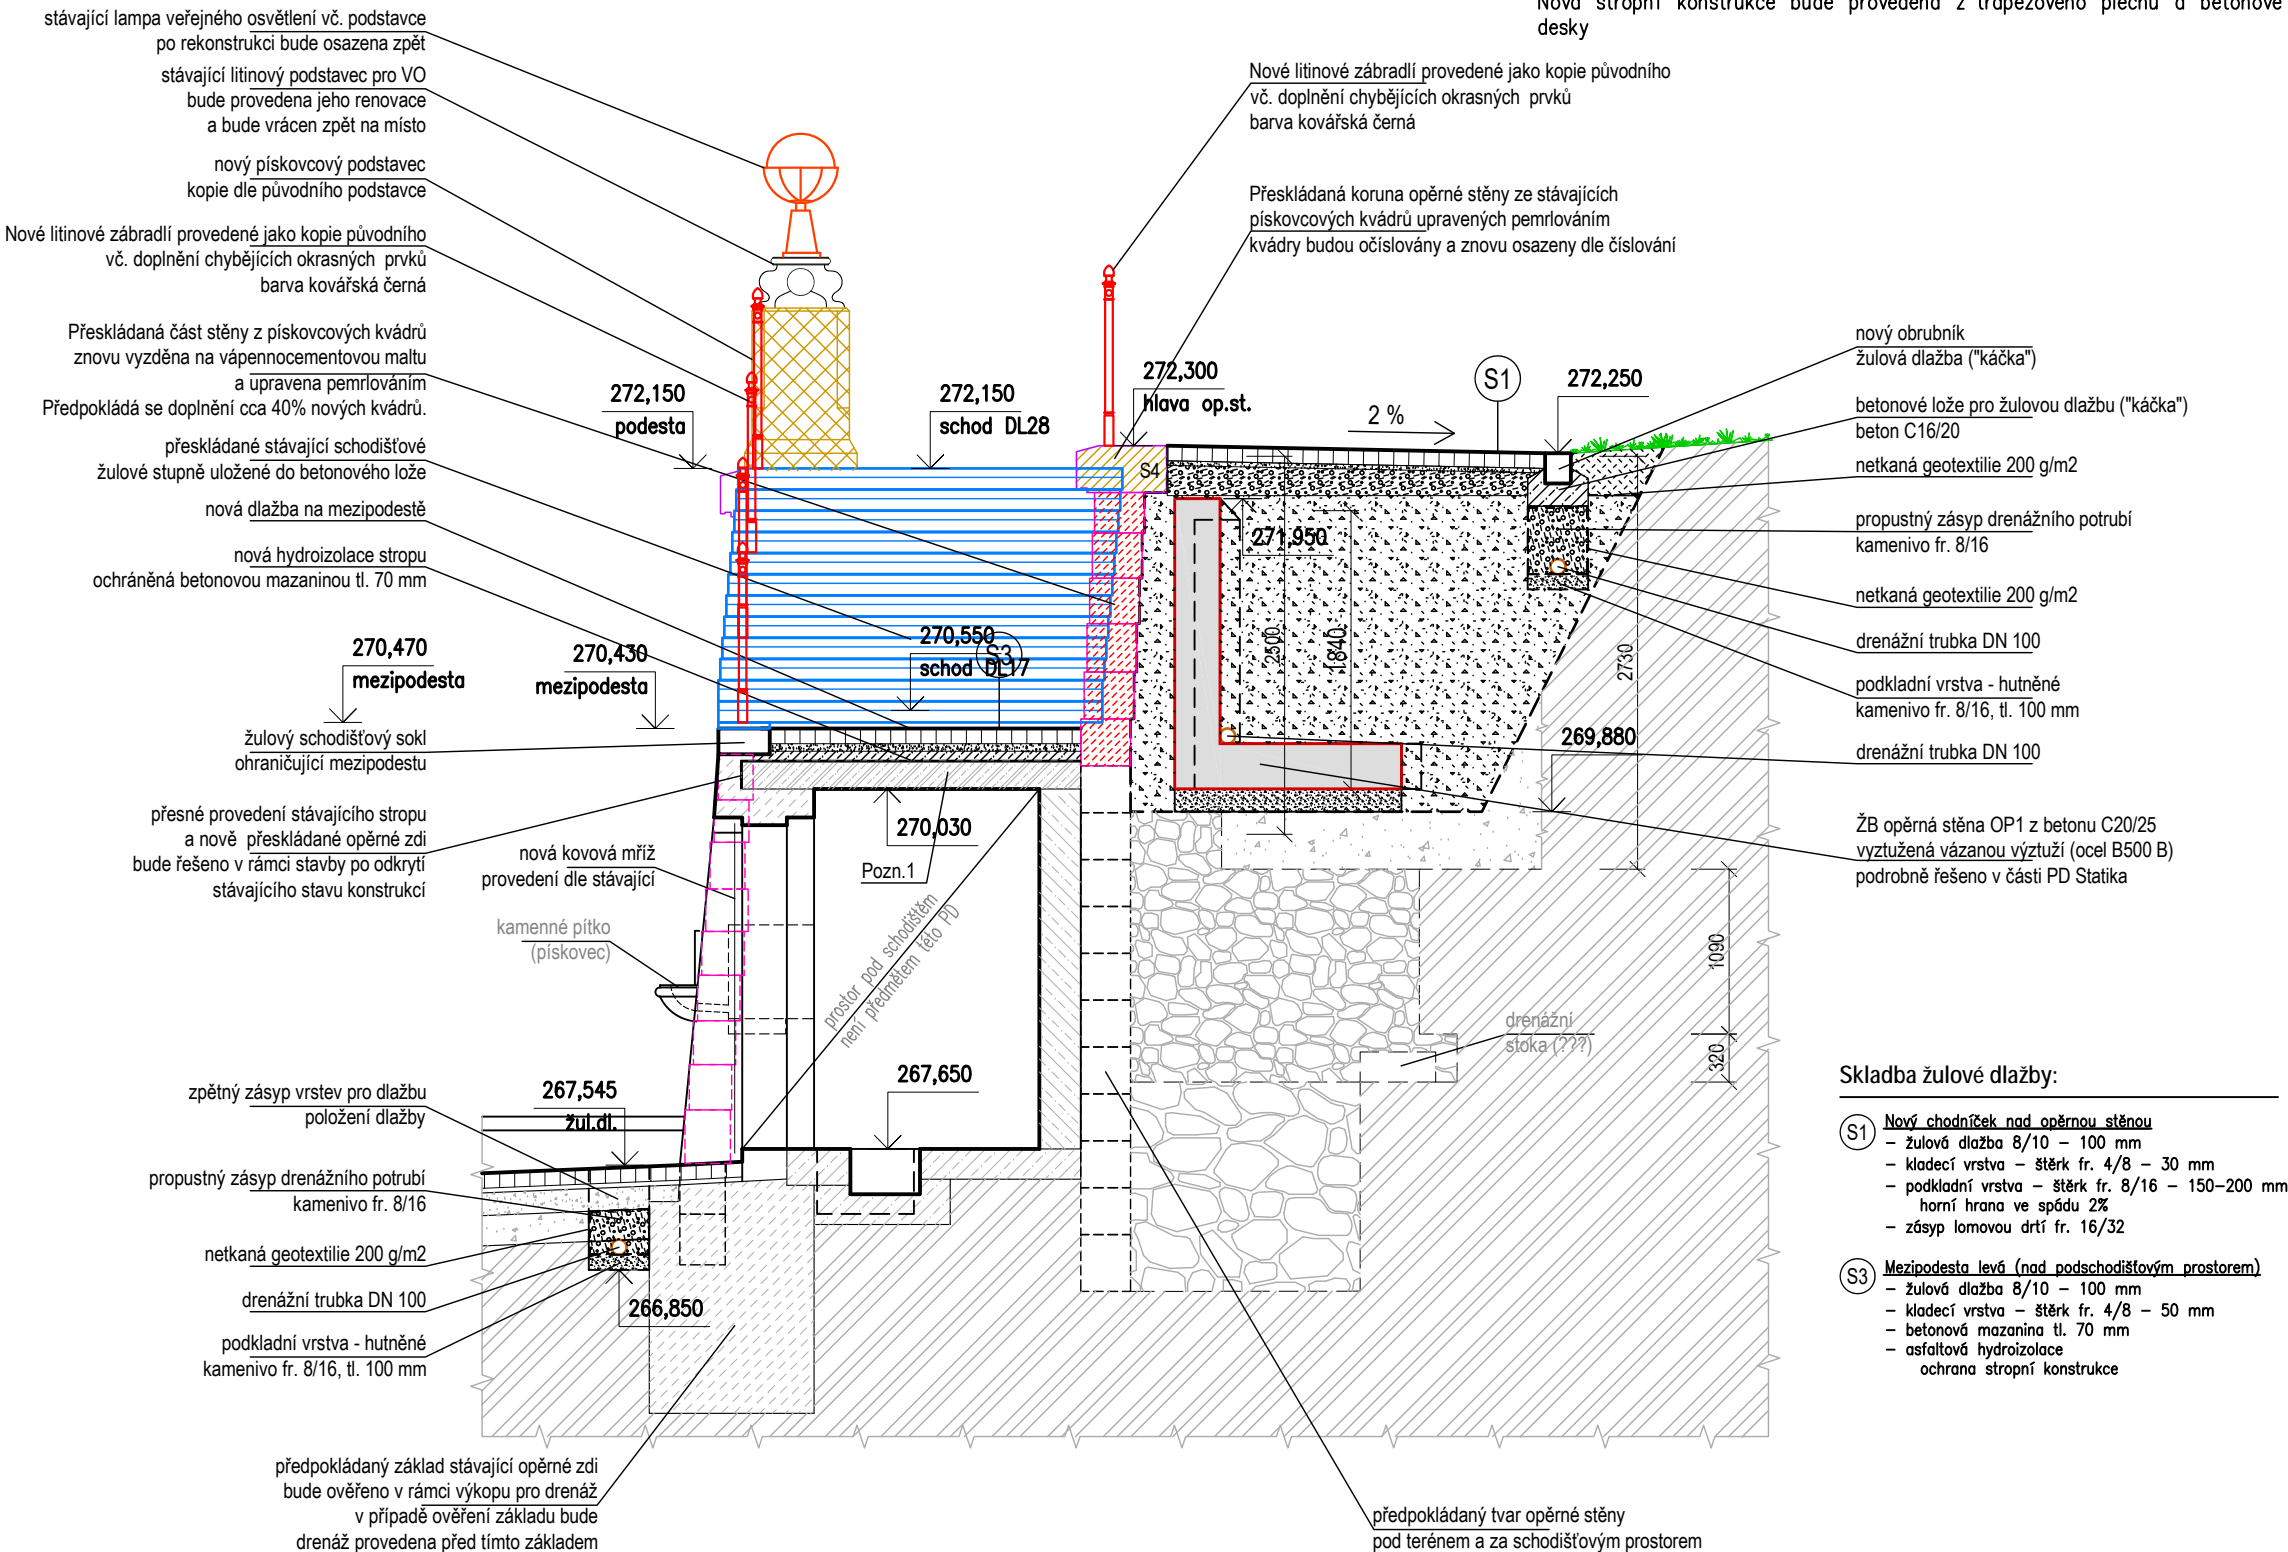 Nová stropní konstrukce bude provedena z trapézového plechu a betonové
desky
stávající lampa veřejného osvětlení vč. podstavce
po rekonstrukci bude osazena zpět
stávající litinový podstavec pro VO
bude provedena jeho renovace
a bude vrácen zpět na místo
nový pískovcový podstavec
kopie dle původního podstavce
Nové litinové zábradlí provedené jako kopie původního
vč. doplnění chybějících okrasných prvků
barva kovářská černá
Přeskládaná část stěny z pískovcových kvádrů
znovu vyzděna na vápennocementovou maltu
a upravena pemrlováním
Předpokládá se doplnění cca 40% nových kvádrů.
přeskládané stávající schodišťové
žulové stupně uložené do betonového lože
nová dlažba na mezipodestě
nová hydroizolace stropu
ochráněná betonovou mazaninou tl. 70 mm
270,470
mezipodesta
270,430
mezipodesta
žulový schodišťový sokl
ohraničující mezipodestu
přesné provedení stávajícího stropu
a nově přeskládané opěrné zdi
bude řešeno v rámci stavby po odkrytí
stávajícího stavu konstrukcí
nová kovová mříž
provedení dle stávající
kamenné pítko
(pískovec)
zpětný zásyp vrstev pro dlažbu
položení dlažby
267,545
žul.dl.
propustný zásyp drenážního potrubí
kamenivo fr. 8/16
netkaná geotextilie 200 g/m2
drenážní trubka DN 100
266,850
podkladní vrstva - hutněné
kamenivo fr. 8/16, tl. 100 mm
předpokládaný základ stávající opěrné zdi
bude ověřeno v rámci výkopu pro drenáž
v případě ověření základu bude
drenáž provedena před tímto základem
Nové litinové zábradlí provedené jako kopie původního
vč. doplnění chybějících okrasných prvků
barva kovářská černá
Přeskládaná koruna opěrné stěny ze stávajících
pískovcových kvádrů upravených pemrlováním
kvádry budou očíslovány a znovu osazeny dle číslování
272,150
podesta
272,150
schod DL28
272,300
hlava op.st.
2 %
S1
272,250
S4
271,950
2500
1840
2730
270,550
schod DL17
S3
269,880
270,030
Pozn.1
prostor pod schodištěm
není předmětem této PD
267,650
1090
320
drenážní
stoka (???)
předpokládaný tvar opěrné stěny
pod terénem a za schodišťovým prostorem
nový obrubník
žulová dlažba ("káčka")
betonové lože pro žulovou dlažbu ("káčka")
beton C16/20
netkaná geotextilie 200 g/m2
propustný zásyp drenážního potrubí
kamenivo fr. 8/16
netkaná geotextilie 200 g/m2
drenážní trubka DN 100
podkladní vrstva - hutněné
kamenivo fr. 8/16, tl. 100 mm
drenážní trubka DN 100
ŽB opěrná stěna OP1 z betonu C20/25
vyztužená vázanou výztuží (ocel B500 B)
podrobně řešeno v části PD Statika
Skladba žulové dlažby:
S1 Nový chodníček nad opěrnou stěnou
– žulová dlažba 8/10 – 100 mm
– kladecí vrstva – štěrk fr. 4/8 – 30 mm
– podkladní vrstva – štěrk fr. 8/16 – 150–200 mm
horní hrana ve spádu 2%
– zásyp lomovou drtí fr. 16/32
S3 Mezipodesta levá (nad podschodišťovým prostorem)
– žulová dlažba 8/10 – 100 mm
– kladecí vrstva – štěrk fr. 4/8 – 50 mm
– betonová mazanina tl. 70 mm
– asfaltová hydroizolace
ochrana stropní konstrukce